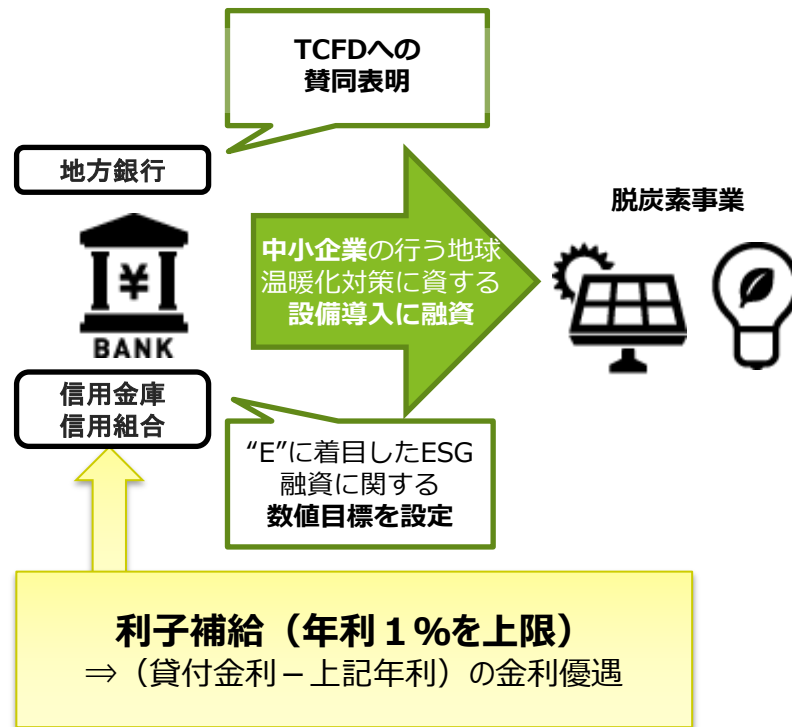 TCFDへの
賛同表明
地方銀行
脱炭素事業
中小企業の行う地球
温暖化対策に資する
設備導入に融資
¥
BANK
信用金庫
信用組合
“E”に着目したESG
融資に関する
数値目標を設定
利子補給（年利１%を上限）
⇒（貸付金利－上記年利）の金利優遇